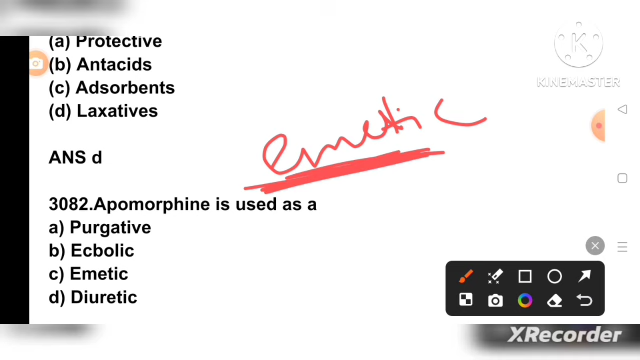 (a) Protective
(b) Antacids
(c) Adsorbents
(d) Laxatives
ANS d
emetic
3082.Apomorphine is used as a
a) Purgative
b) Ecbolic
c) Emetic
d) Diuretic
K
KINEMASTER
XRecorder